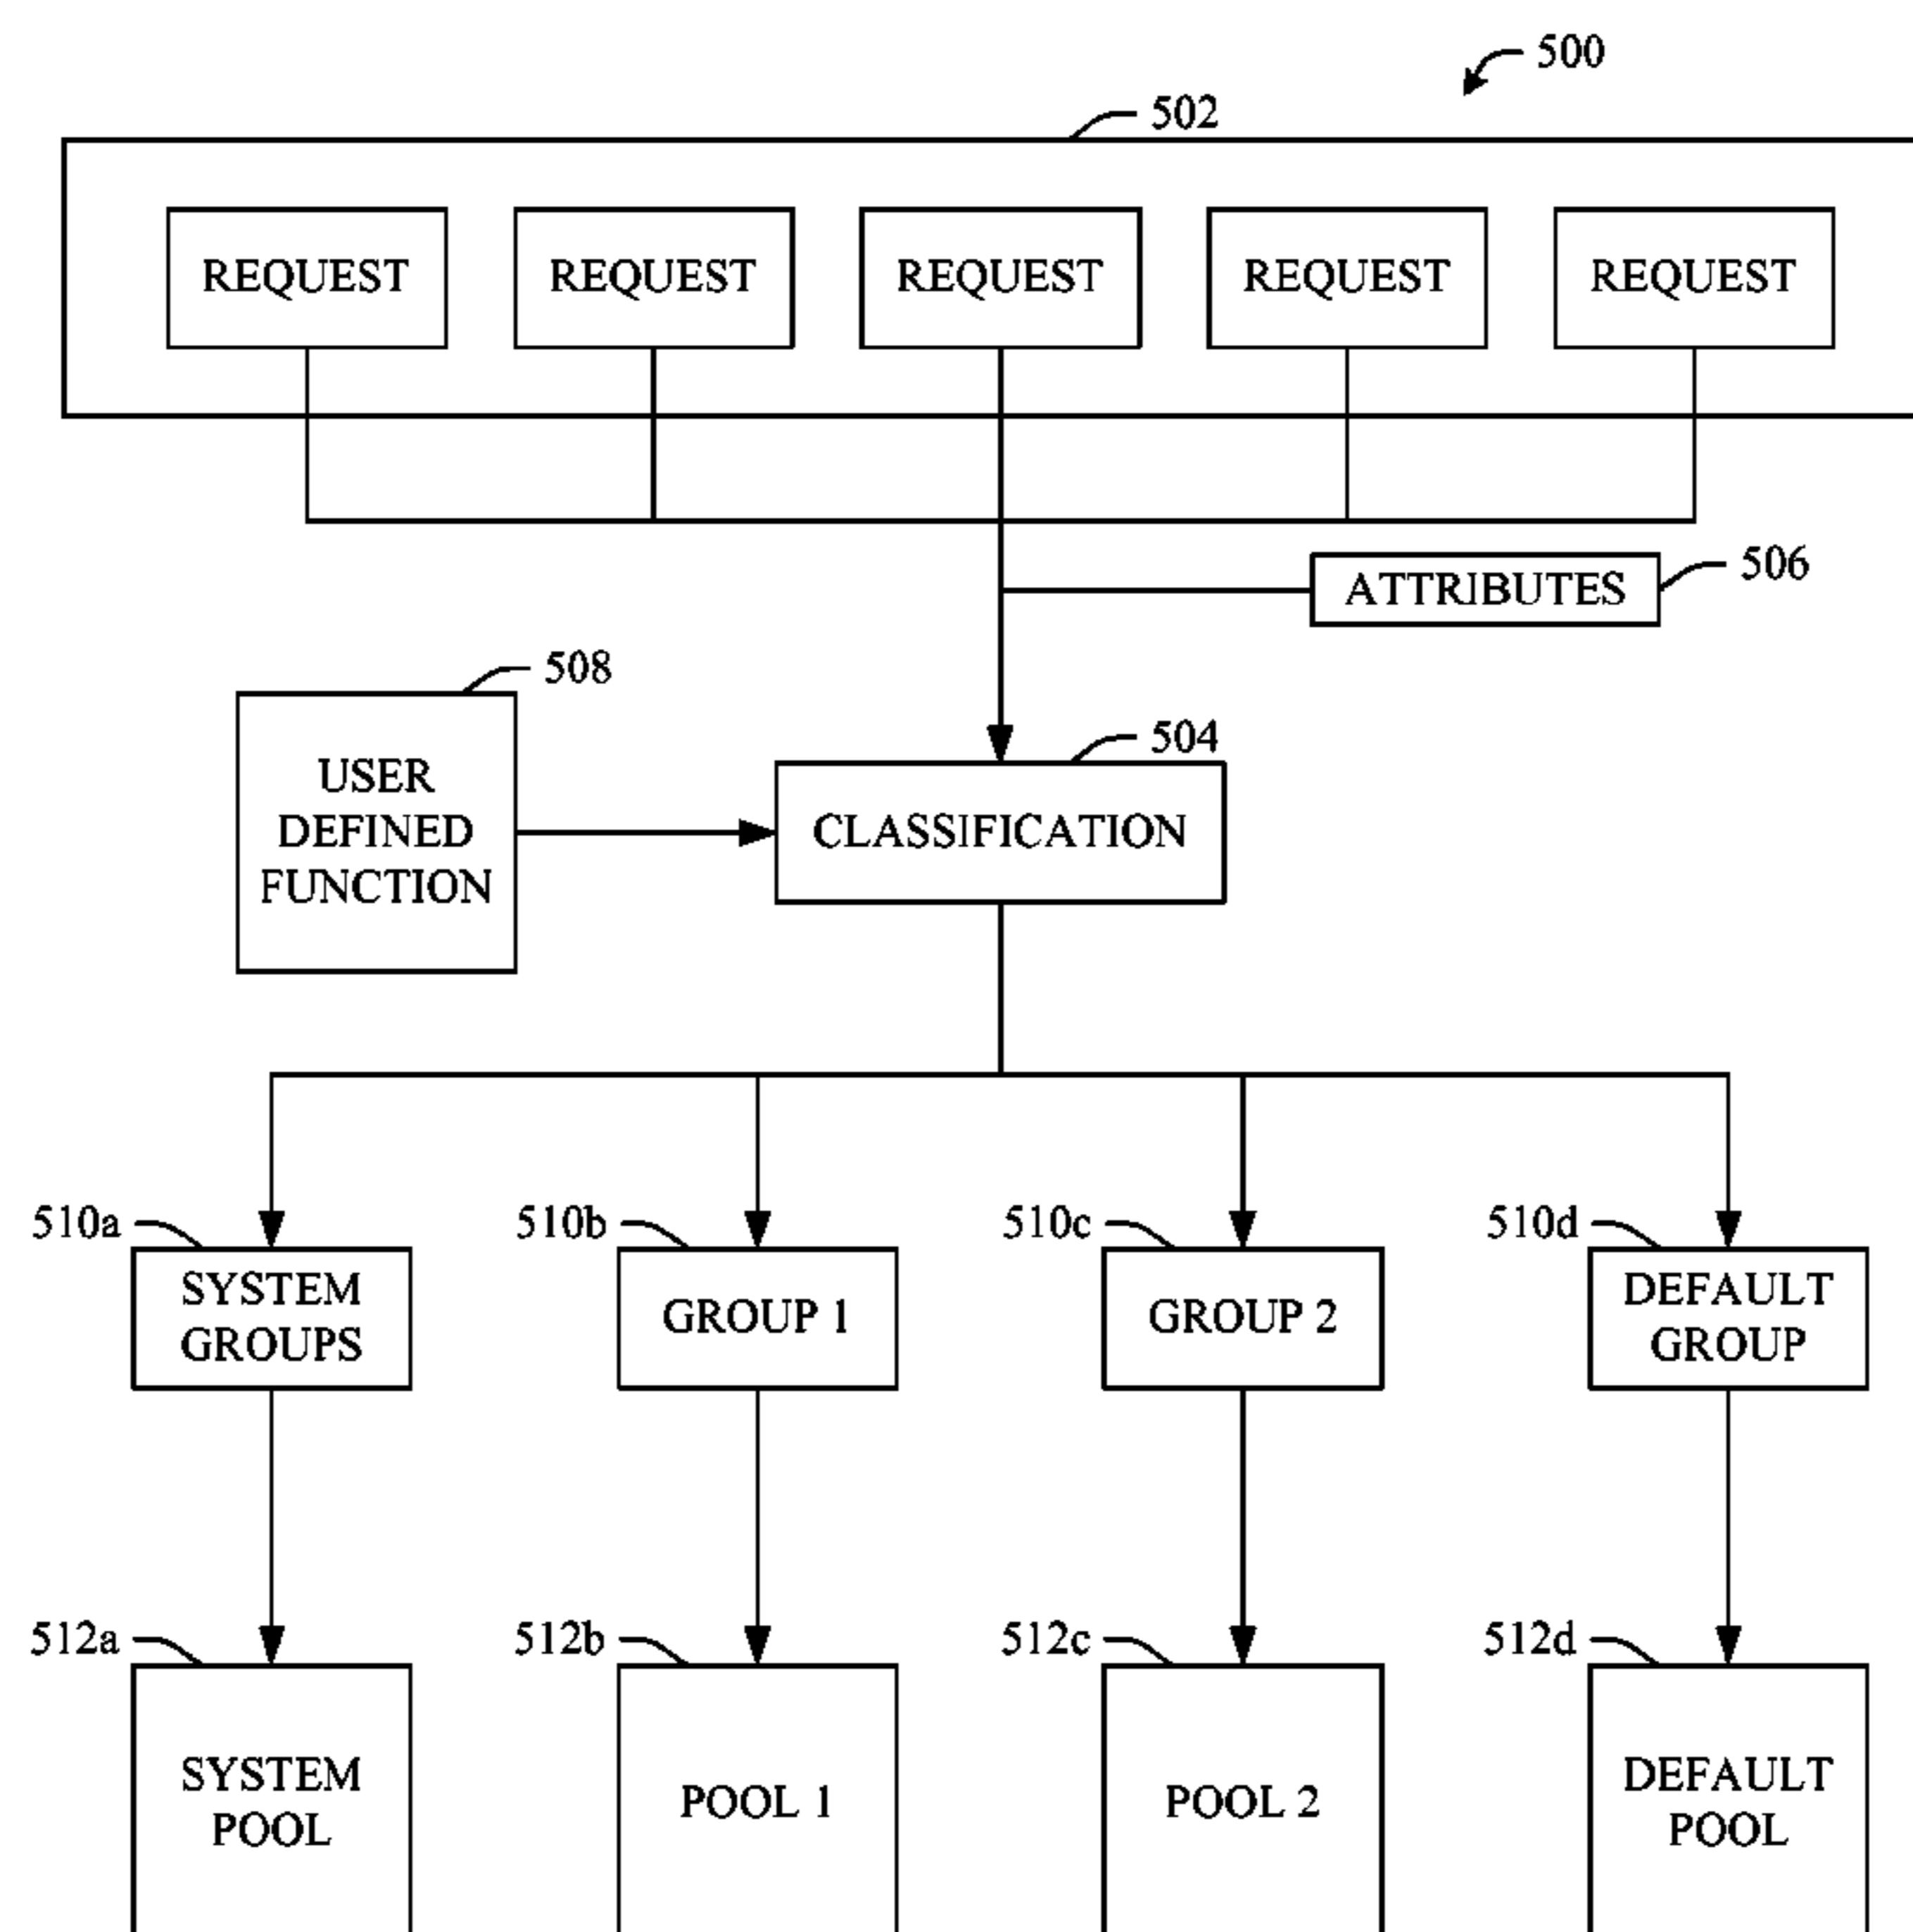 500
502
REQUEST
REQUEST
REQUEST
REQUEST
REQUEST
ATTRIBUTES
506
508
USER
DEFINED
FUNCTION
504
CLASSIFICATION
510a
510b
510c
510d
SYSTEM
GROUPS
GROUP 1
GROUP 2
DEFAULT
GROUP
512a
512b
512c
512d
SYSTEM
POOL
POOL 1
POOL 2
DEFAULT
POOL